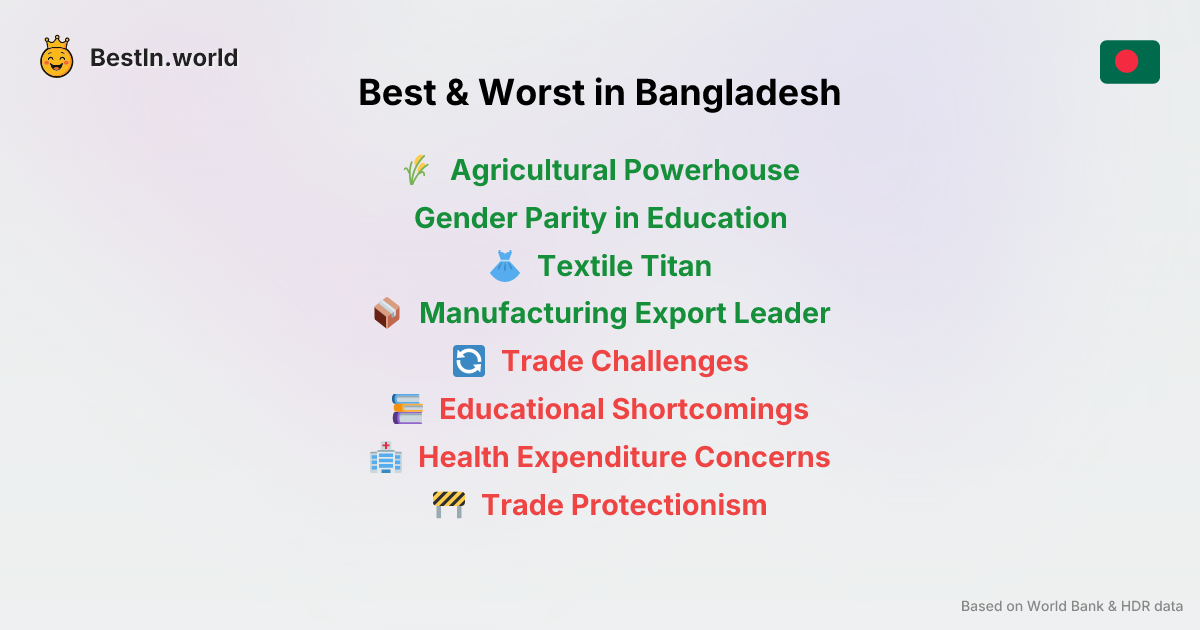 BestIn.world
Best & Worst in Bangladesh
Agricultural Powerhouse
Gender Parity in Education
Textile Titan
Manufacturing Export Leader
Trade Challenges
Educational Shortcomings
Health Expenditure Concerns
Trade Protectionism
Based on World Bank & HDR data